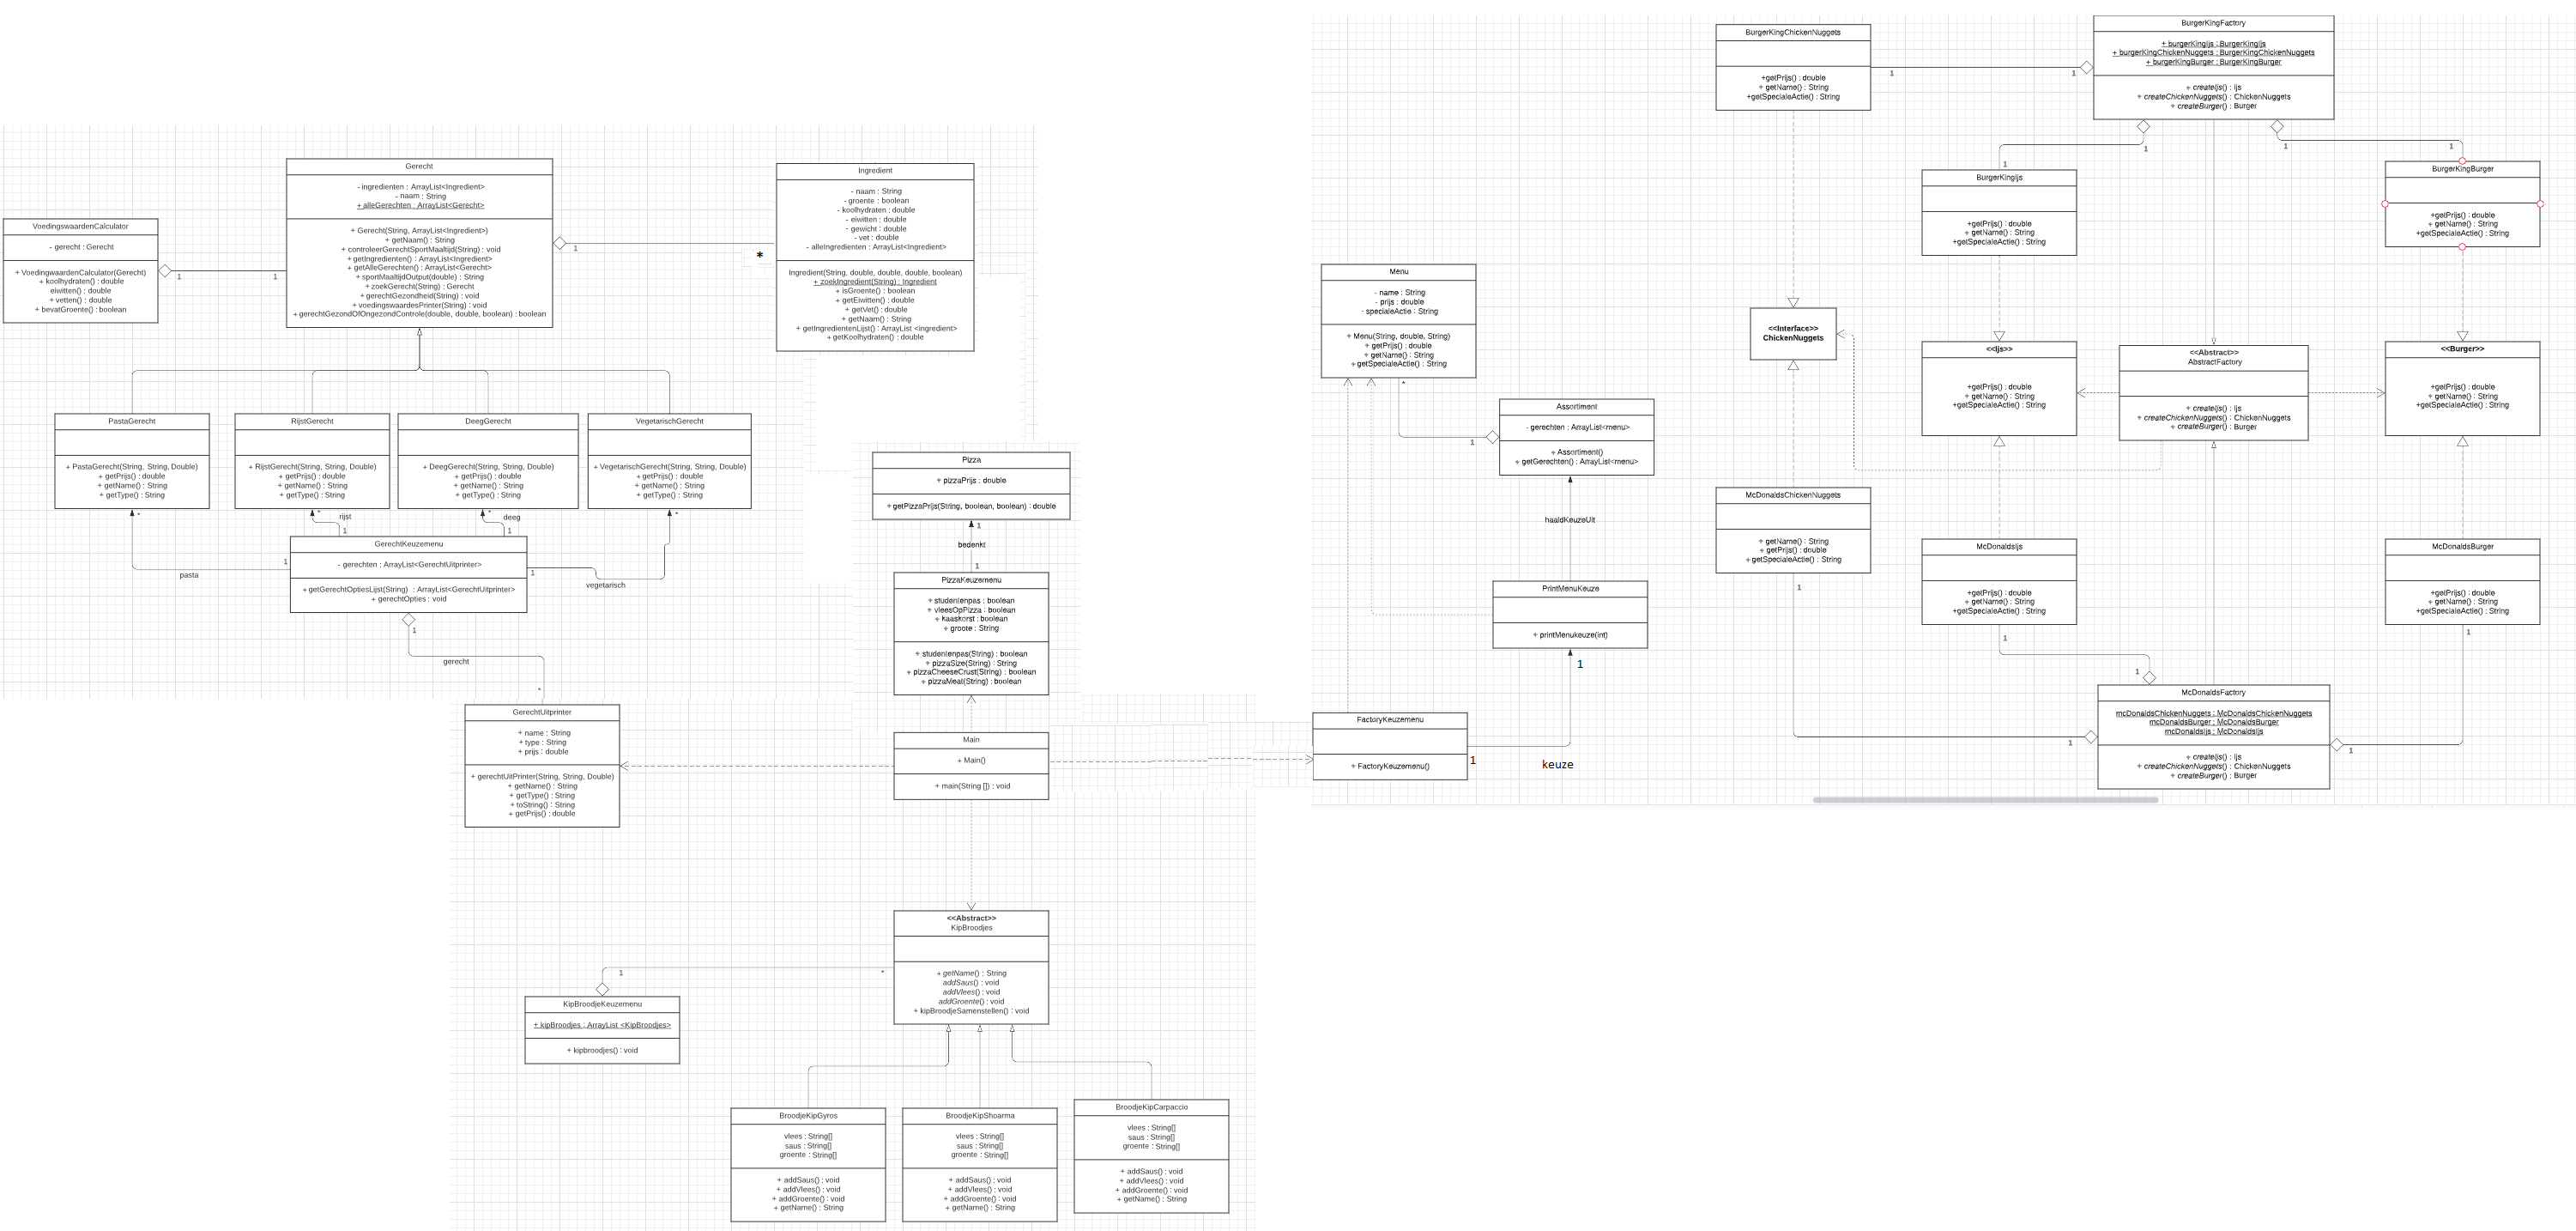 Gerecht
- ingredienten : ArrayList<Ingredient>
- naam : String
+ alleGerechten : ArrayList<Gerecht>
+ Gerecht(String, ArrayList<Ingredient>)
+ getNaam() : String
+ controleerGerechtSportMaaltijd(String) : void
+ getIngredienten() : ArrayList<Ingredient>
+ getAlleGerechten() : ArrayList<Gerecht>
+ sportMaaltijdOutput(double) : String
+ zoekGerecht(String) : Gerecht
+ gerechtGezondheid(String) : void
+ voedingswaardesPrinter(String) : void
+ gerechtGezondOfOngezondControle(double, double, boolean) : boolean
1
*
Ingredient
- naam : String
- groente : boolean
- koolhydraten : double
- eiwitten : double
- gewicht : double
- vet : double
- alleIngredienten : ArrayList<Ingredient>
Ingredient(String, double, double, double, boolean)
+ zoekIngredient(String) : Ingredient
+ isGroente() : boolean
+ getEiwitten() : double
+ getVet() : double
+ getNaam() : String
+ getIngredientenLijst() : ArrayList <ingredient>
+ getKoolhydraten() : double
VoedingswaardenCalculator
- gerecht : Gerecht
+ VoedingwaardenCalculator(Gerecht)
+ koolhydraten() : double
eiwitten() : double
+ vetten() : double
+ bevatGroente() : boolean
1
1
PastaGerecht
+ PastaGerecht(String, String, Double)
+ getPrijs() : double
+ getName() : String
+ getType() : String
RijstGerecht
+ RijstGerecht(String, String, Double)
+ getPrijs() : double
+ getName() : String
+ getType() : String
DeegGerecht
+ DeegGerecht(String, String, Double)
+ getPrijs() : double
+ getName() : String
+ getType() : String
VegetarischGerecht
+ VegetarischGerecht(String, String, Double)
+ getPrijs() : double
+ getName() : String
+ getType() : String
*
*
rijst
1
*
deeg
1
*
GerechtKeuzemenu
- gerechten : ArrayList<GerechtUitprinter>
+ getGerechtOptiesLijst(String) : ArrayList<GerechtUitprinter>
+ gerechtOpties : void
1
pasta
1
vegetarisch
1
gerecht
*
GerechtUitprinter
+ name : String
+ type : String
+ prijs : double
+ gerechtUitPrinter(String, String, Double)
+ getName() : String
+ getType() : String
+ toString() : String
+ getPrijs() : double
Pizza
+ pizzaPrijs : double
+ getPizzaPrijs(String, boolean, boolean) : double
1
bedenkt
1
PizzaKeuzemenu
+ studentenpas : boolean
+ vleesOpPizza : boolean
+ kaaskorst : boolean
+ groote : String
+ studentenpas(String) : boolean
+ pizzaSize(String) : String
+ pizzaCheeseCrust(String) : boolean
+ pizzaMeat(String) : boolean
Main
+ Main()
+ main(String []) : void
<<Abstract>>
KipBroodjes
+ getName() : String
addSaus() : void
addVlees() : void
addGroente() : void
+ kipBroodjeSamenstellen() : void
1
*
KipBroodjeKeuzemenu
+ kipBroodjes : ArrayList <KipBroodjes>
+ kipbroodjes() : void
BroodjeKipGyros
vlees : String[]
saus : String[]
groente : String[]
+ addSaus() : void
+ addVlees() : void
+ addGroente() : void
+ getName() : String
BroodjeKipShoarma
vlees : String[]
saus : String[]
groente : String[]
+ addSaus() : void
+ addVlees() : void
+ addGroente() : void
+ getName() : String
BroodjeKipCarpaccio
vlees : String[]
saus : String[]
groente : String[]
+ addSaus() : void
+ addVlees() : void
+ addGroente() : void
+ getName() : String
Menu
- name : String
- prijs : double
- specialeActie : String
+ Menu(String, double, String)
+ getPrijs() : double
+ getName() : String
+ getSpecialeActie() : String
*
1
Assortiment
- gerechten : ArrayList<menu>
+ Assortiment()
+ getGerechten() : ArrayList<menu>
haaldKeuzeUit
PrintMenuKeuze
+ printMenukeuze(int)
1
FactoryKeuzemenu
+ FactoryKeuzemenu()
1
keuze
BurgerKingChickenNuggets
+getPrijs() : double
+ getName() : String
+getSpecialeActie() : String
1
1
BurgerKingFactory
+ burgerKingIjs : BurgerKingIjs
+ burgerKingChickenNuggets : BurgerKingChickenNuggets
+ burgerKingBurger : BurgerKingBurger
+ createIjs() : Ijs
+ createChickenNuggets() : ChickenNuggets
+ createBurger() : Burger
1
1
1
1
BurgerKingIjs
+getPrijs() : double
+ getName() : String
+getSpecialeActie() : String
BurgerKingBurger
+getPrijs() : double
+ getName() : String
+getSpecialeActie() : String
<<Interface>>
ChickenNuggets
<<Ijs>>
+getPrijs() : double
+ getName() : String
+getSpecialeActie() : String
<<Abstract>>
AbstractFactory
+ createIjs() : Ijs
+ createChickenNuggets() : ChickenNuggets
+ createBurger() : Burger
<<Burger>>
+getPrijs() : double
+ getName() : String
+getSpecialeActie() : String
McDonaldsChickenNuggets
+ getName() : String
+ getPrijs() : double
+ getSpecialeActie() : String
1
McDonaldsIjs
+getPrijs() : double
+ getName() : String
+getSpecialeActie() : String
1
McDonaldsBurger
+getPrijs() : double
+ getName() : String
+getSpecialeActie() : String
1
1
McDonaldsFactory
mcDonaldsChickenNuggets : McDonaldsChickenNuggets
mcDonaldsBurger : McDonaldsBurger
mcDonaldsIjs : McDonaldsIjs
+ createIjs() : Ijs
+ createChickenNuggets() : ChickenNuggets
+ createBurger() : Burger
1
1